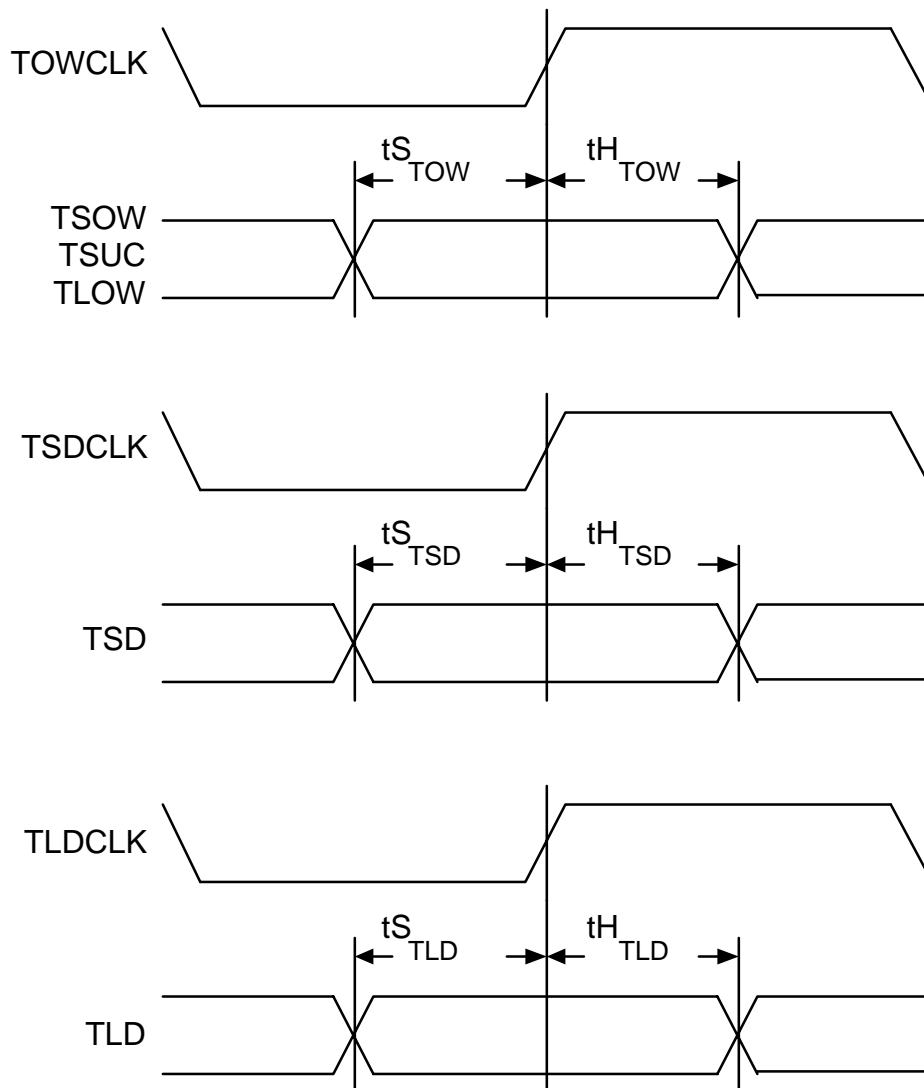 TOWCLK
tS TOW tH TOW
TSOW
TSUC
TLOW
TSDCLK
tS TSD tH TSD
TSD
TLDCLK
tS TLD tH TLD
TLD